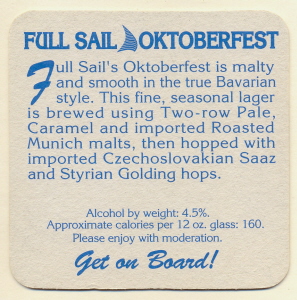 FULL SAIL OKTOBERFEST
Full Sail's Oktoberfest is malty
and smooth in the true Bavarian
style. This fine, seasonal lager
is brewed using Two-row Pale,
Caramel and imported Roasted
Munich malts, then hopped with
imported Czechoslovakian Saaz
and Styrian Golding hops.
Alcohol by weight: 4.5%.
Approximate calories per 12 oz. glass: 160.
Please enjoy with moderation.
Get on Board!